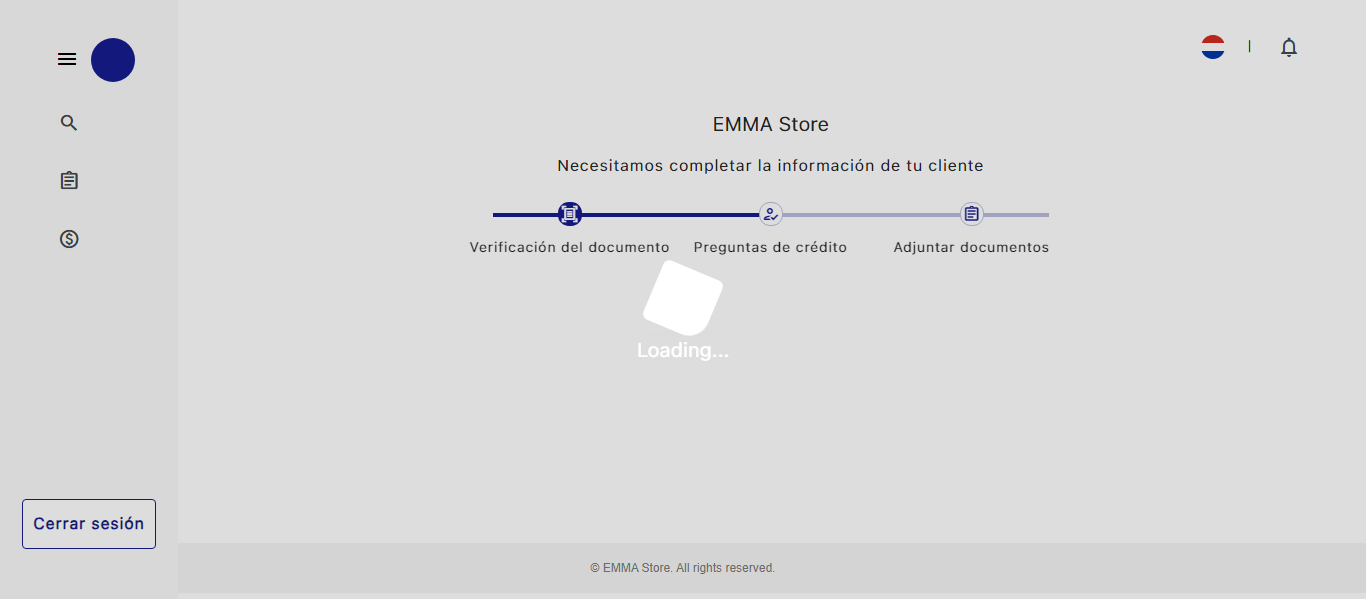 EMMA Store
Necesitamos completar la información de tu cliente
Verificación del documento
Preguntas de crédito
Adjuntar documentos
Loading...
Cerrar sesión
© EMMA Store. All rights reserved.